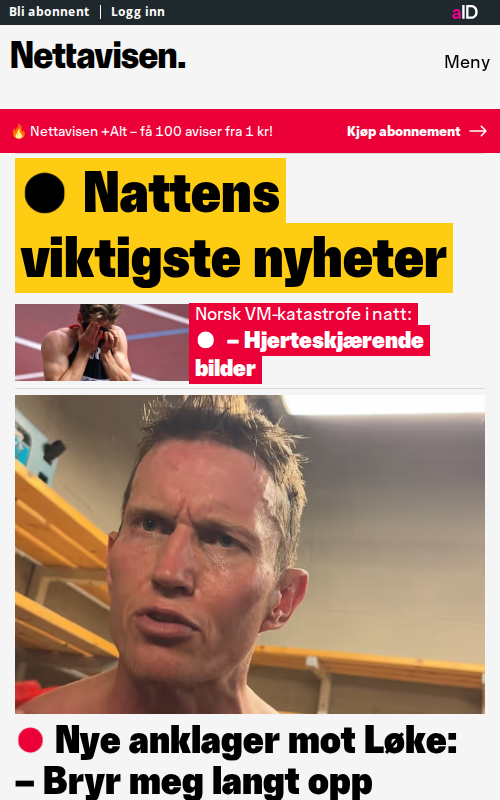 Bli abonnent | Logg inn
aID
Nettavisen.
Meny
🔥 Nettavisen +Alt – få 100 aviser fra 1 kr!
Kjøp abonnement →
● Nattens
viktigste nyheter
Norsk VM-katastrofe i natt:
● – Hjerteskjærende
bilder
● Nye anklager mot Løke:
– Bryr meg langt opp